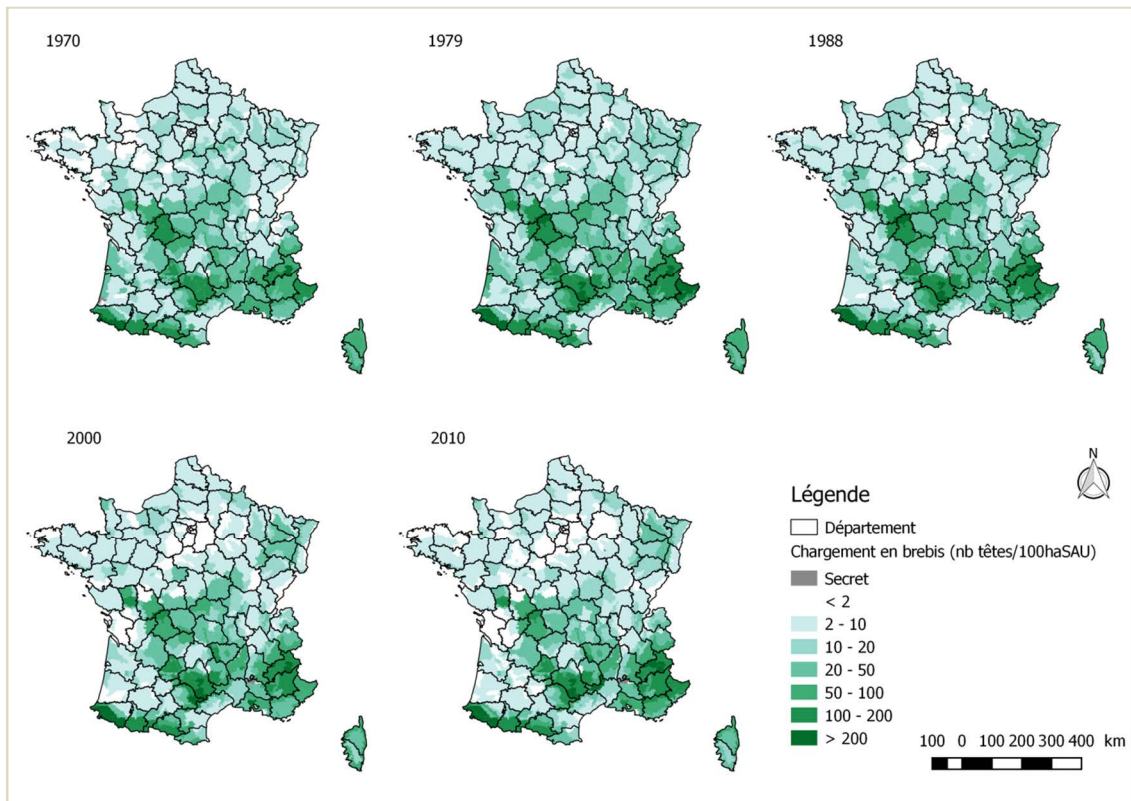 1970
1979
1988
2000
2010
N
Légende
Département
Chargement en brebis (nb têtes/100haSAU)
Secret
< 2
2 - 10
10 - 20
20 - 50
50 - 100
100 - 200
> 200
100 0 100 200 300 400 km